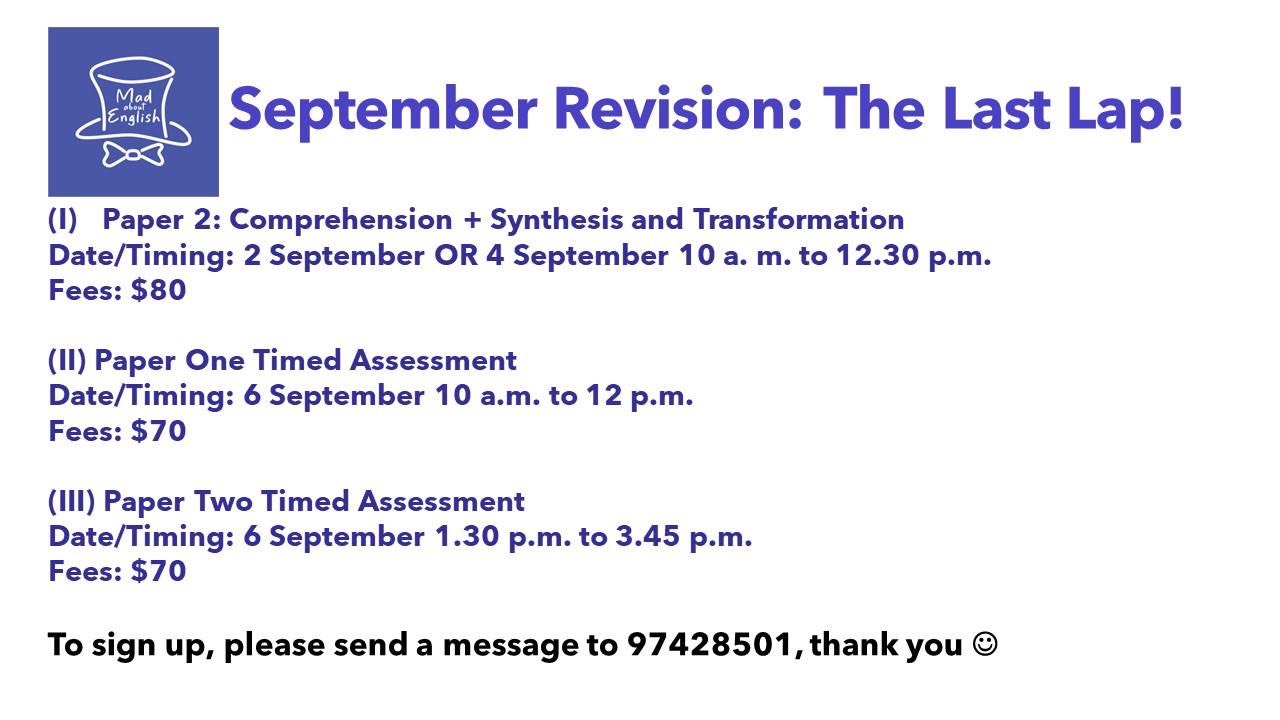 Mad
about
English
September Revision: The Last Lap!
(I) Paper 2: Comprehension + Synthesis and Transformation
Date/Timing: 2 September OR 4 September 10 a. m. to 12.30 p.m.
Fees: $80
(II) Paper One Timed Assessment
Date/Timing: 6 September 10 a.m. to 12 p.m.
Fees: $70
(III) Paper Two Timed Assessment
Date/Timing: 6 September 1.30 p.m. to 3.45 p.m.
Fees: $70
To sign up, please send a message to 97428501, thank you ☺